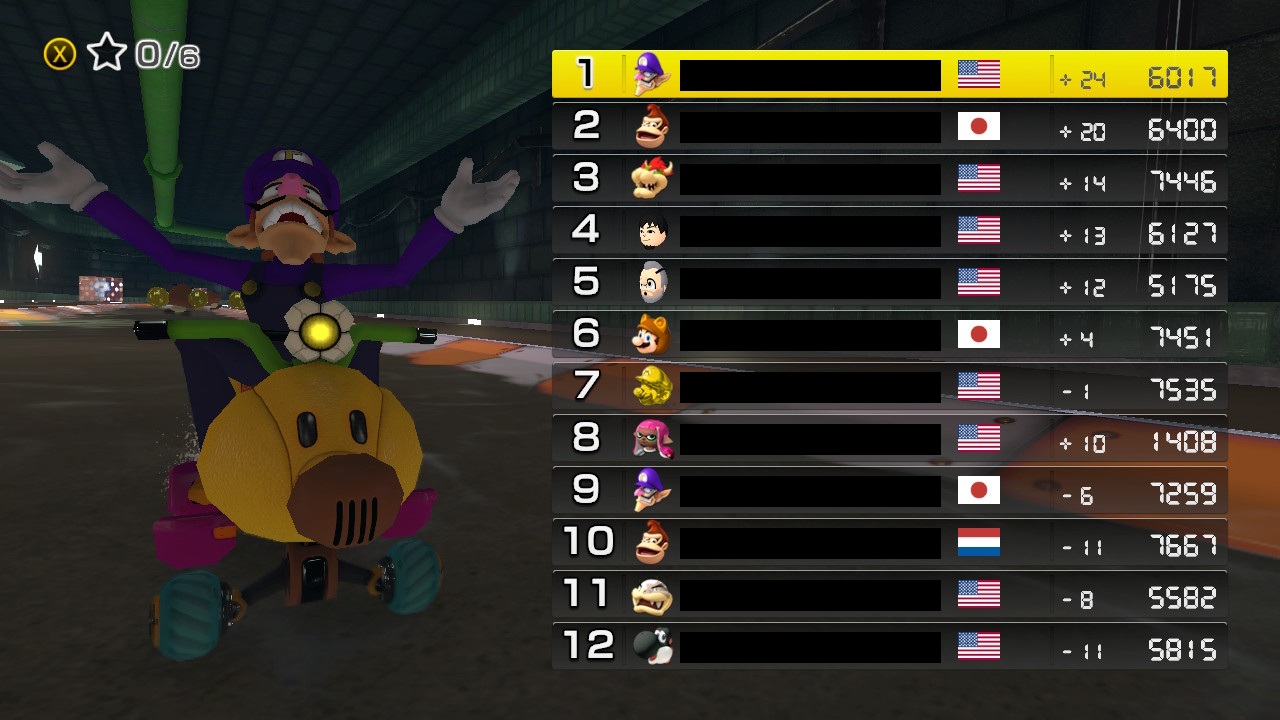 X 0/6
1 + 24 6017
2 + 20 6400
3 + 14 7446
4 + 13 6127
5 + 12 5175
6 + 4 7451
7 - 1 7535
8 + 10 1408
9 - 6 7259
10 - 11 7667
11 - 8 5582
12 - 11 5815